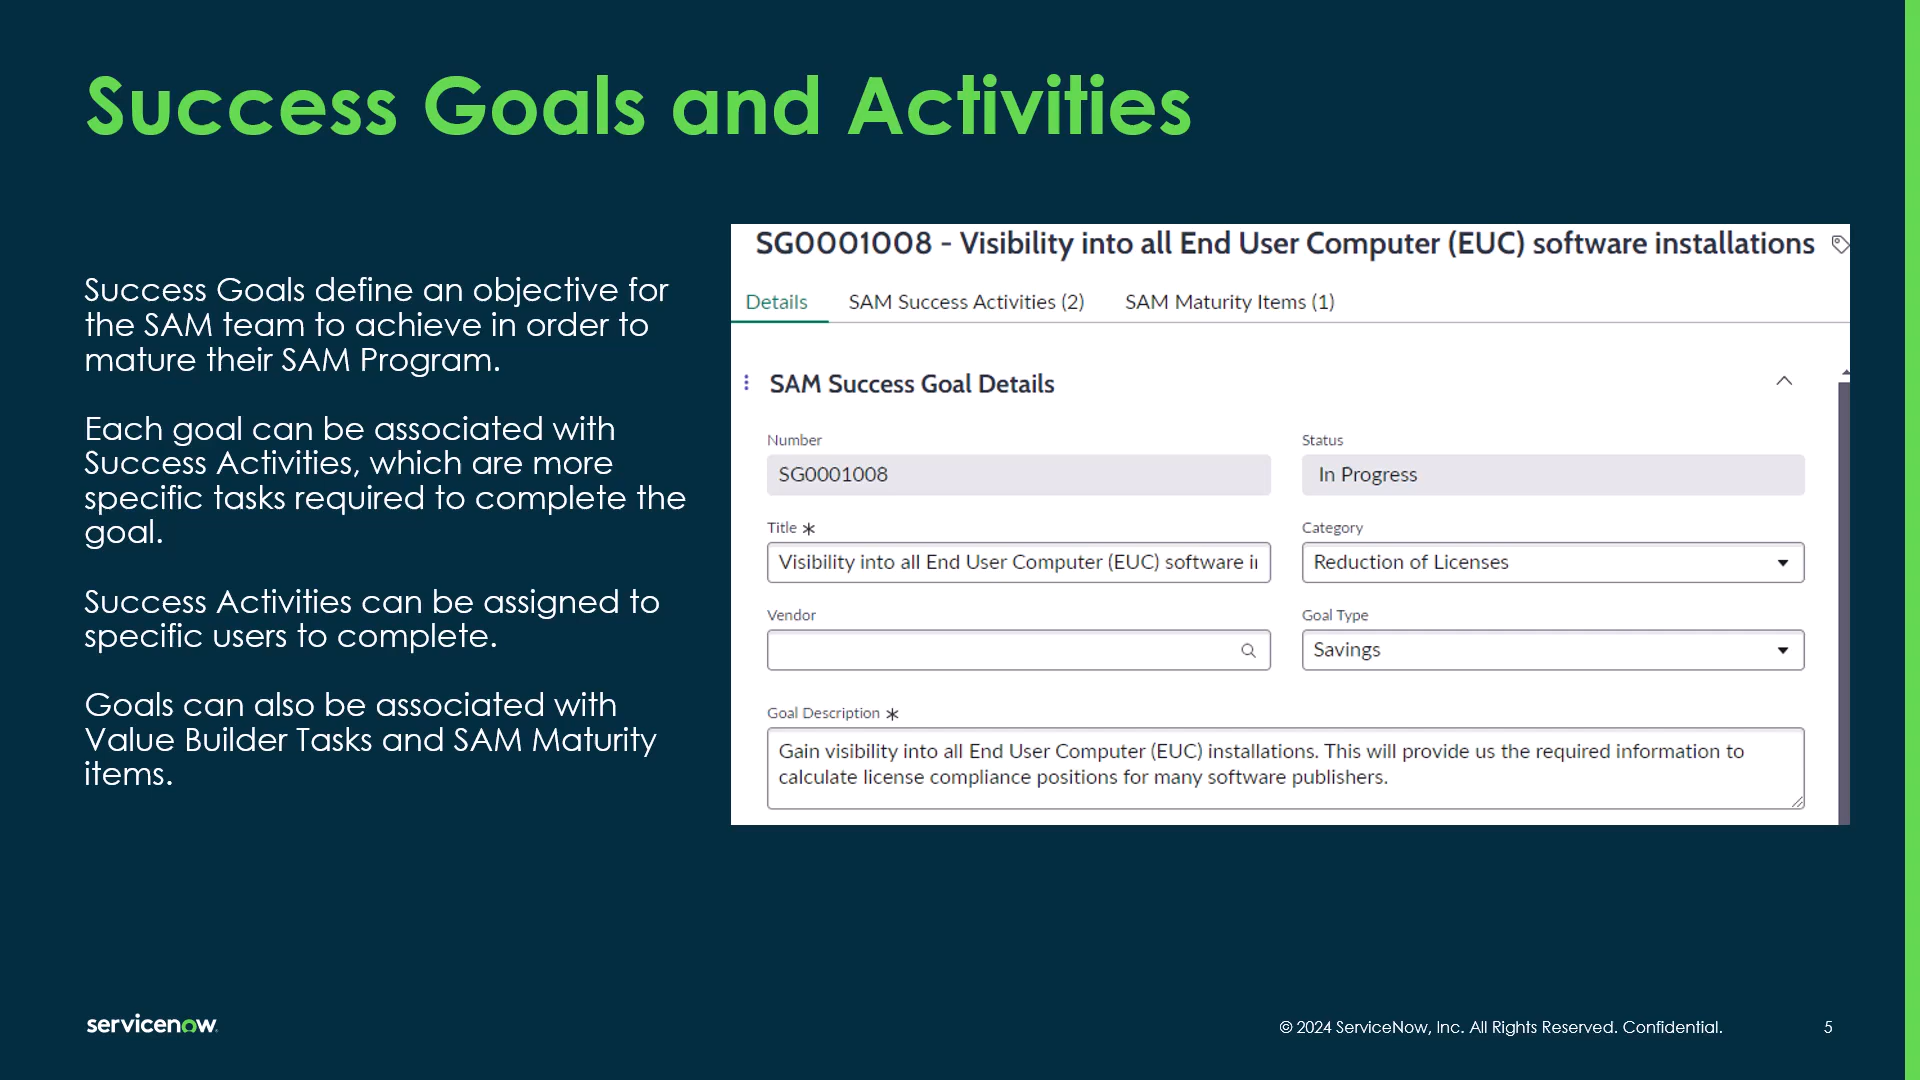 Success Goals and Activities
Success Goals define an objective for
the SAM team to achieve in order to
mature their SAM Program.
Each goal can be associated with
Success Activities, which are more
specific tasks required to complete the
goal.
Success Activities can be assigned to
specific users to complete.
Goals can also be associated with
Value Builder Tasks and SAM Maturity
items.
SG0001008 - Visibility into all End User Computer (EUC) software installations
Details SAM Success Activities (2) SAM Maturity Items (1)
SAM Success Goal Details
Number Status
SG0001008 In Progress
Title * Category
Visibility into all End User Computer (EUC) software Reduction of Licenses
Vendor Goal Type
Savings
Goal Description *
Gain visibility into all End User Computer (EUC) installations. This will provide us the required information to
calculate license compliance positions for many software publishers.
servicenow
© 2024 ServiceNow, Inc. All Rights Reserved. Confidential. 5